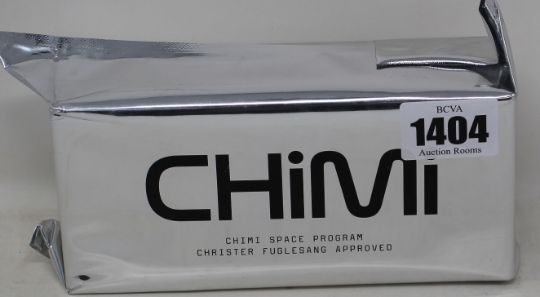 BCVA
1404
Auction Rooms
CHiMi
CHIMI SPACE PROGRAM
CHRISTER FUGLESANG APPROVED